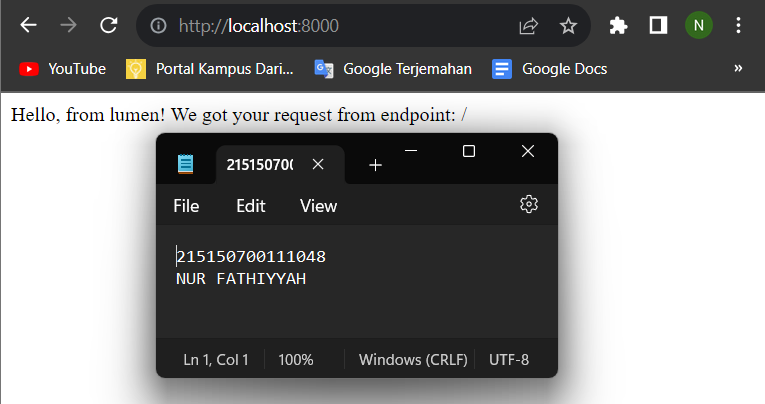 http://localhost:8000
N
YouTube
Portal Kampus Dari...
Google Terjemahan
Google Docs
»
Hello, from lumen! We got your request from endpoint: /
21515070(
File Edit View
215150700111048
NUR FATHIYYAH
Ln 1, Col 1 100% Windows (CRLF) UTF-8